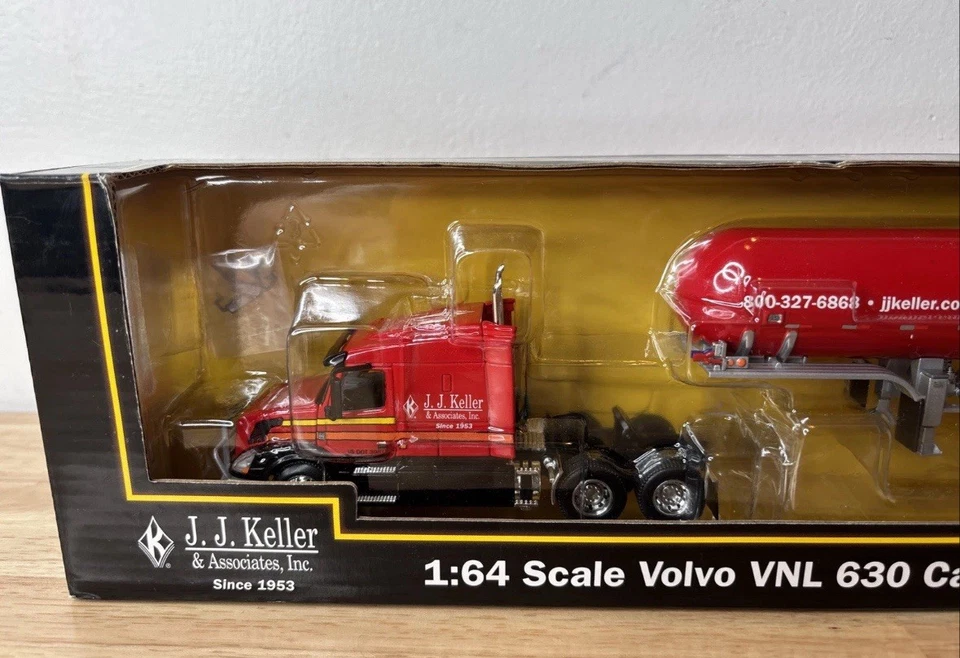 800-327-6868 • jjkeller.co
J. J. Keller
& Associates, Inc.
Since 1953
J. J. Keller
& Associates, Inc.
Since 1953
1:64 Scale Volvo VNL 630 Ca